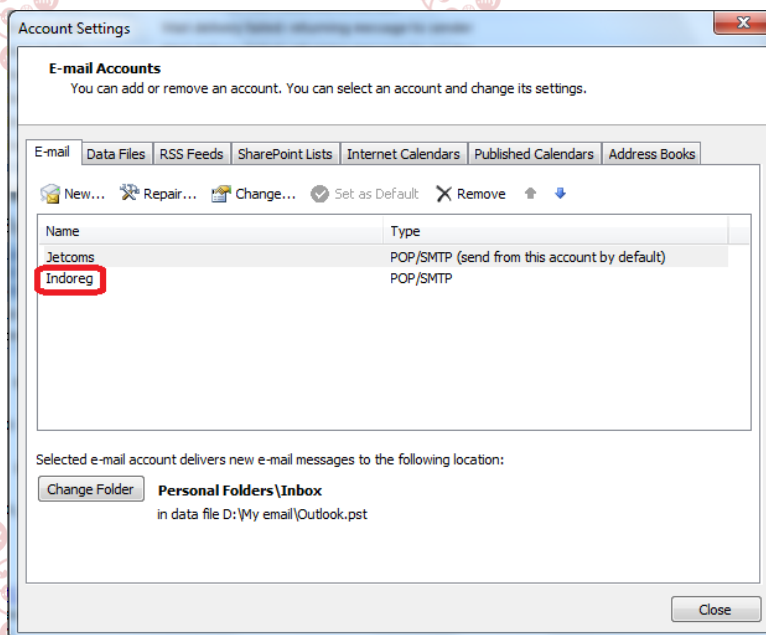 Account Settings
E-mail Accounts
You can add or remove an account. You can select an account and change its settings.
E-mail Data Files RSS Feeds SharePoint Lists Internet Calendars Published Calendars Address Books
New... Repair... Change... Set as Default Remove
Name Type
Jetcoms POP/SMTP (send from this account by default)
Indoreg POP/SMTP
Selected e-mail account delivers new e-mail messages to the following location:
Change Folder Personal Folders\Inbox
in data file D:\My email\Outlook.pst
Close